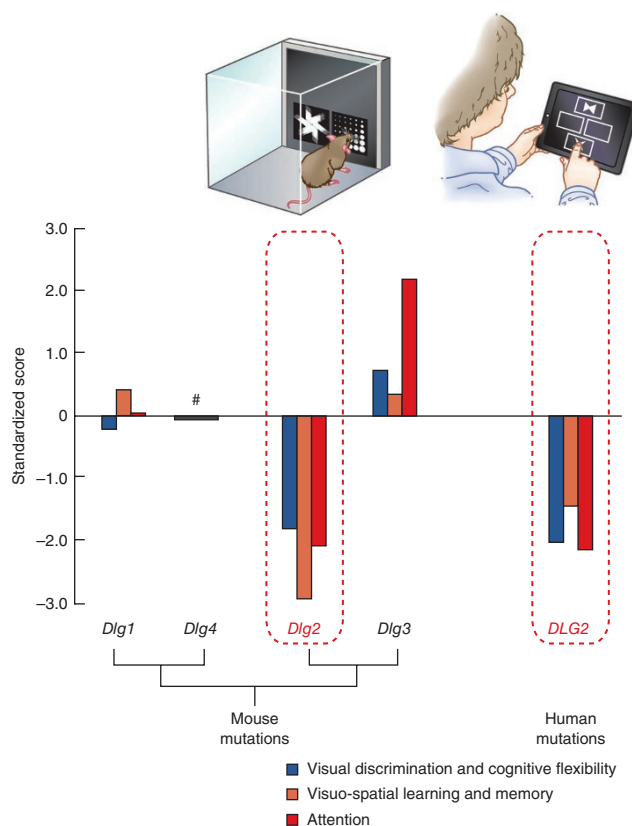 3.0
2.0
1.0
0
–1.0
–2.0
–3.0
Standardized score
#
Dlg1 Dlg4 Dlg2 Dlg3 DLG2
Mouse mutations
Human mutations
Visual discrimination and cognitive flexibility
Visuo-spatial learning and memory
Attention